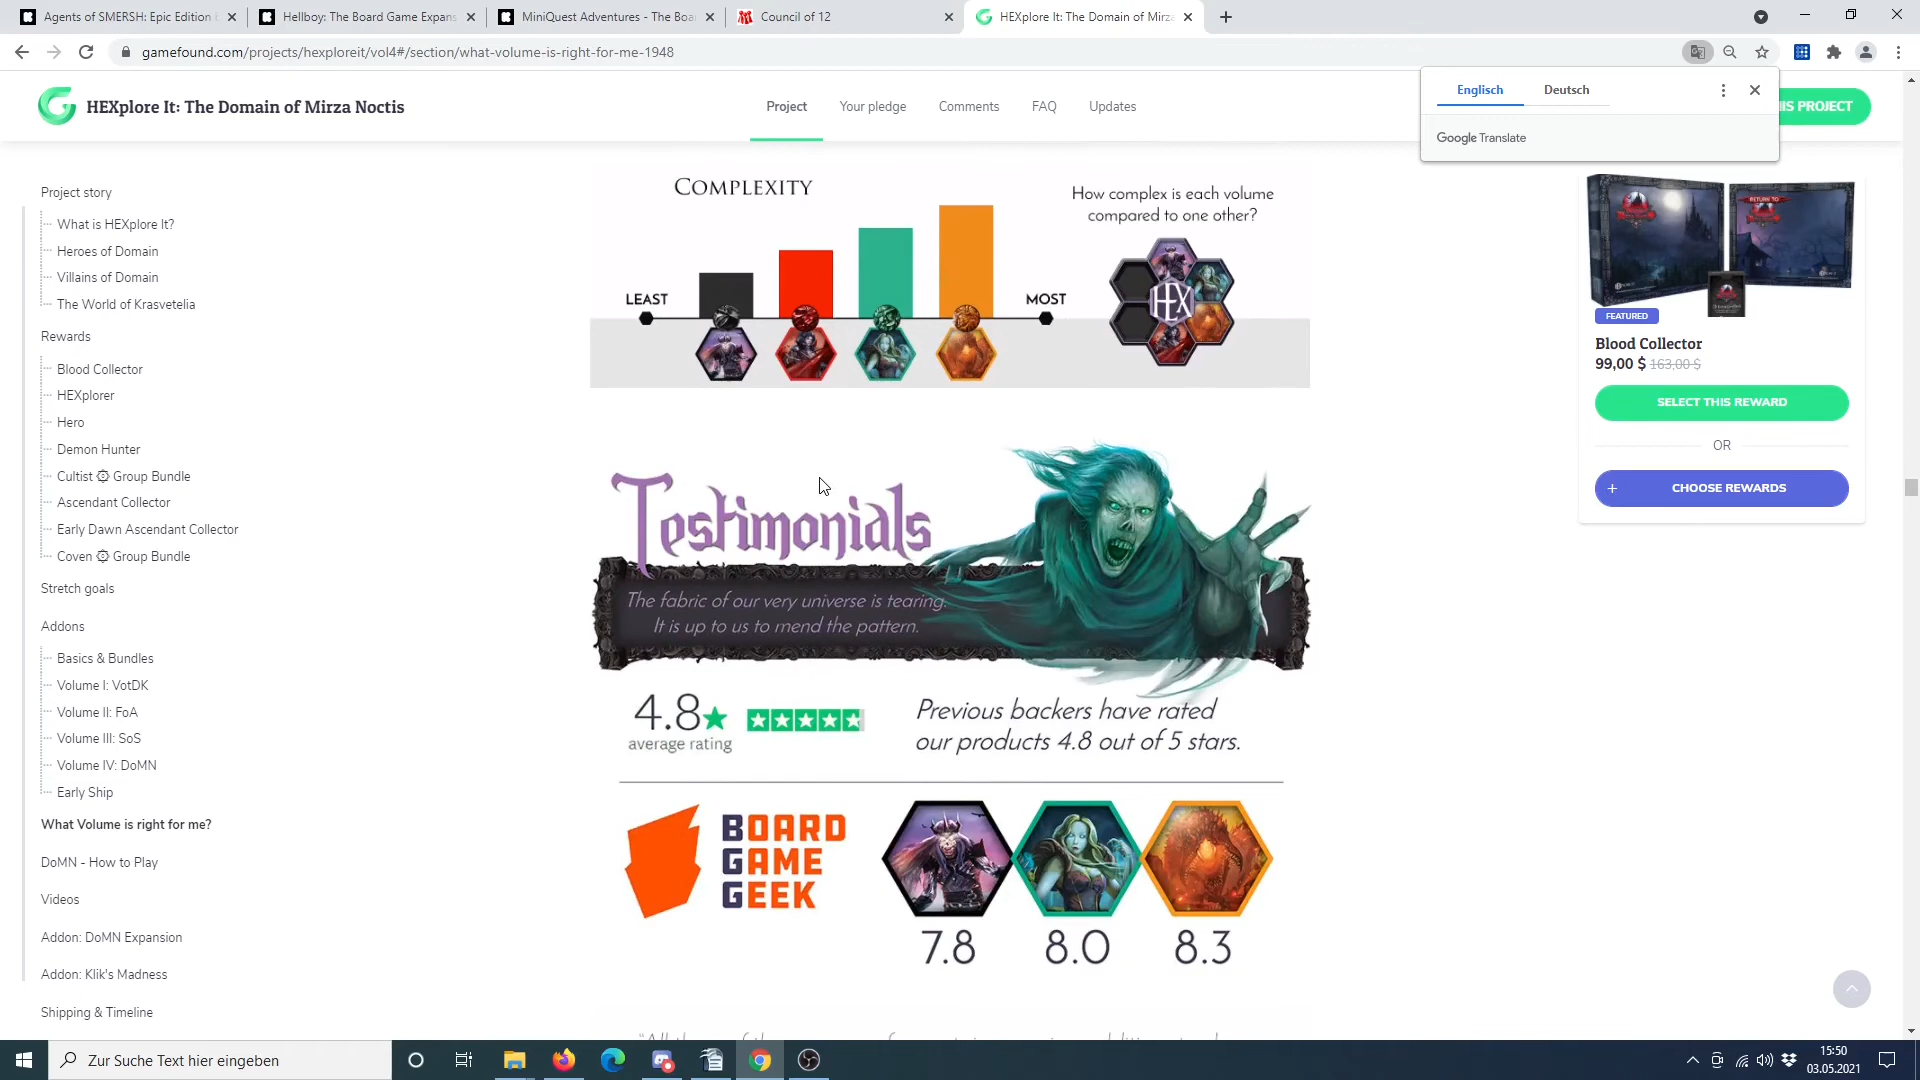 Agents of SMERSH: Epic Edition
Hellboy: The Board Game Expans
MiniQuest Adventures - The Boa
Council of 12
HEXplore It: The Domain of Mirza
gamefound.com/projects/hexploreit/vol4#/section/what-volume-is-right-for-me-1948
HEXplore It: The Domain of Mirza Noctis
Project
Your pledge
Comments
FAQ
Updates
Englisch
Deutsch
Google Translate
IS PROJECT
Project story
What is HEXplore It?
Heroes of Domain
Villains of Domain
The World of Krasvetelia
Rewards
Blood Collector
HEXplorer
Hero
Demon Hunter
Cultist Group Bundle
Ascendant Collector
Early Dawn Ascendant Collector
Coven Group Bundle
Stretch goals
Addons
Basics & Bundles
Volume I: VotDK
Volume II: FoA
Volume III: SoS
Volume IV: DoMN
Early Ship
What Volume is right for me?
DoMN - How to Play
Videos
Addon: DoMN Expansion
Addon: Klik's Madness
Shipping & Timeline
COMPLEXITY
How complex is each volume
compared to one other?
LEAST
MOST
HEX
Testimonials
The fabric of our very universe is tearing.
It is up to us to mend the pattern.
4.8
average rating
Previous backers have rated
our products 4.8 out of 5 stars.
BOARD
GAME
GEEK
7.8
8.0
8.3
RETURN TO
FEATURED
Blood Collector
99,00 $ 163,00 $
SELECT THIS REWARD
OR
+ CHOOSE REWARDS
Zur Suche Text hier eingeben
15:50
03.05.2021